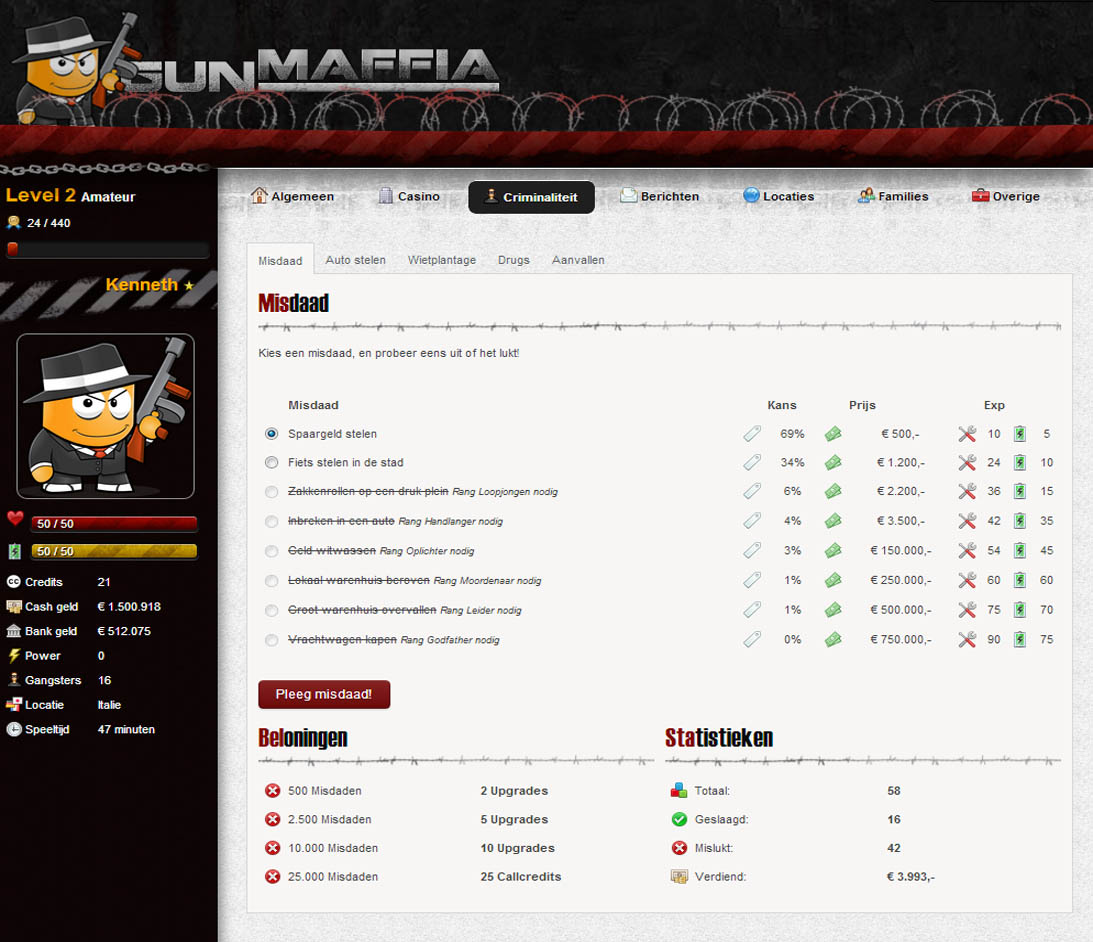 GUNMAFFIA
Level 2 Amateur
24 / 440
Kenneth
50 / 50
50 / 50
Credits 21
Cash geld € 1.500.918
Bank geld € 512.075
Power 0
Gangsters 16
Locatie Italie
Speeltijd 47 minuten
Algemeen Casino Criminaliteit Berichten Locaties Families Overige
Misdaad Auto stelen Wietplantage Drugs Aanvallen
Misdaad
Kies een misdaad, en probeer eens uit of het lukt!
Misdaad Kans Prijs Exp
Spaargeld stelen 69% € 500,- 10 5
Fiets stelen in de stad 34% € 1.200,- 24 10
Zakkenrollen op een druk plein Rang Loopjongen nodig 6% € 2.200,- 36 15
Inbreken in een auto Rang Handlanger nodig 4% € 3.500,- 42 35
Geld witwassen Rang Oplichter nodig 3% € 150.000,- 54 45
Lokaal warenhuis beroven Rang Moordenaar nodig 1% € 250.000,- 60 60
Groot warenhuis overvallen Rang Leider nodig 1% € 500.000,- 75 70
Vrachtwagen kapen Rang Godfather nodig 0% € 750.000,- 90 75
Pleeg misdaad!
Beloningen
500 Misdaden 2 Upgrades
2.500 Misdaden 5 Upgrades
10.000 Misdaden 10 Upgrades
25.000 Misdaden 25 Callcredits
Statistieken
Totaal: 58
Geslaagd: 16
Mislukt: 42
Verdiend: € 3.993,-